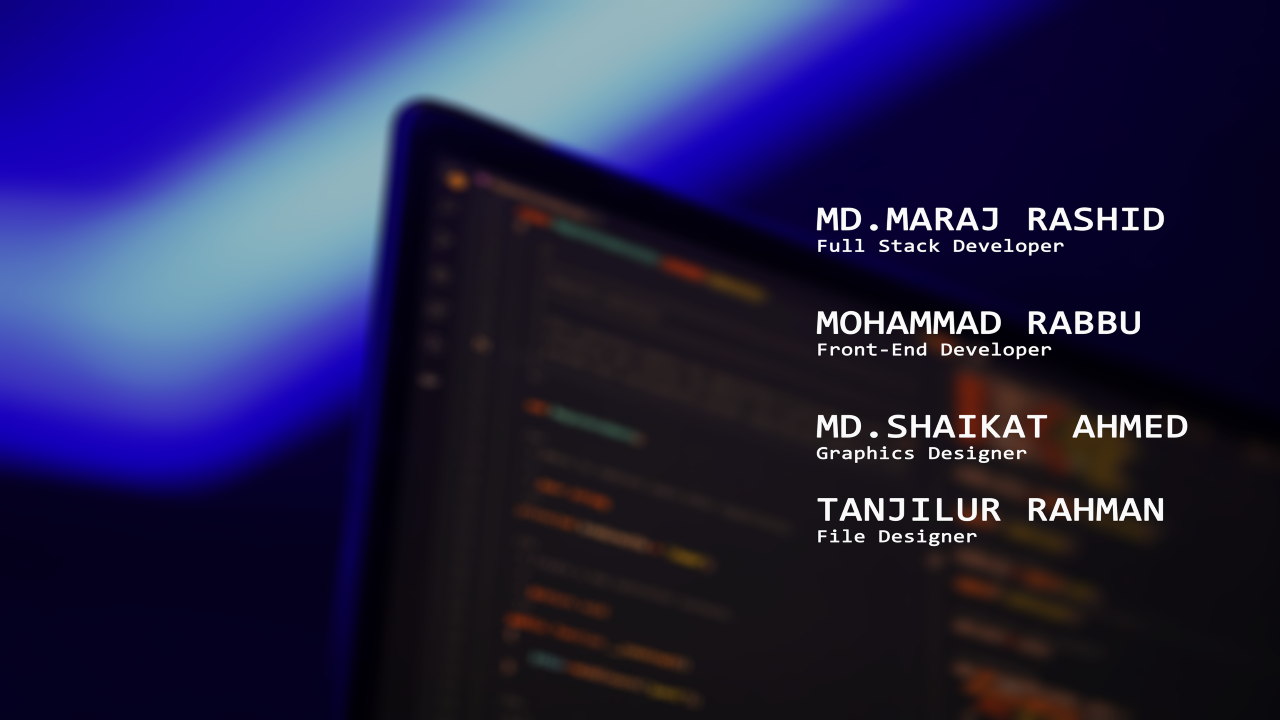 MD.MARAJ RASHID
Full Stack Developer
MOHAMMAD RABBU
Front-End Developer
MD.SHAIKAT AHMED
Graphics Designer
TANJILUR RAHMAN
File Designer